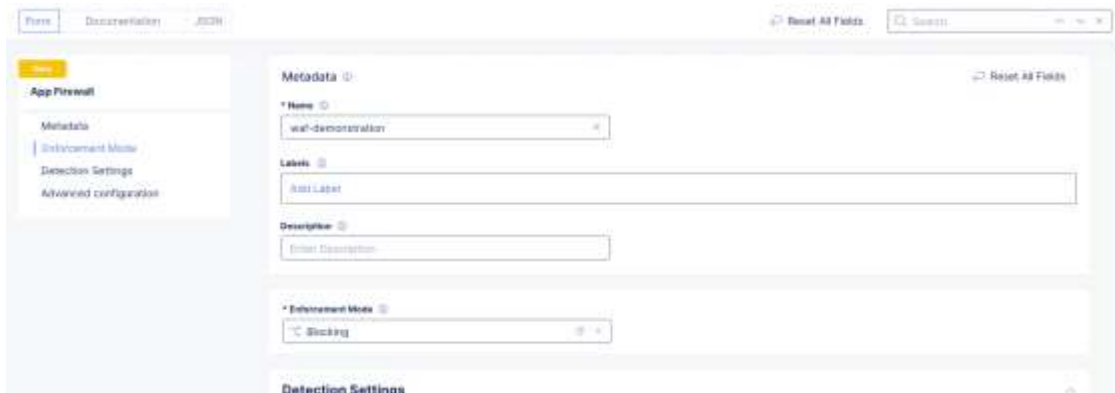 Form Documentation JSON
Reset All Fields
Search
New
App Firewall
Metadata
Enforcement Mode
Detection Settings
Advanced configuration
Metadata
Reset All Fields
* Name
waf-demonstration
Labels
Add Label
Description
Enter Description
* Enforcement Mode
Blocking
Detection Settings